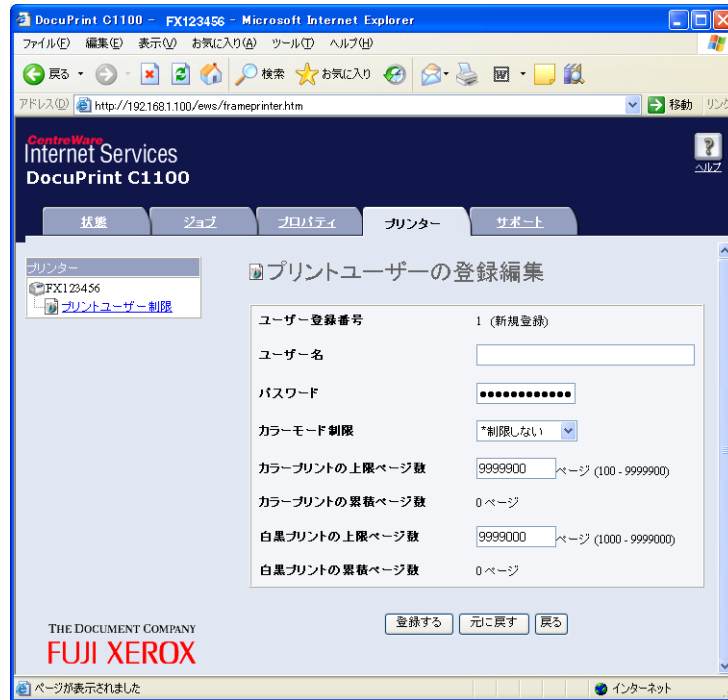 DocuPrint C1100 - FX123456 - Microsoft Internet Explorer
ファイル(F) 編集(E) 表示(V) お気に入り(A) ツール(T) ヘルプ(H)
戻る 検索 お気に入り
アドレス(D) http://192.168.1.100/ews/frameprinter.htm 移動 リンク
CentreWare
Internet Services
DocuPrint C1100
? ヘルプ
状態 ジョブ プロパティ プリンター サポート
プリンター
FX123456
プリントユーザー制限
プリントユーザーの登録編集
ユーザー登録番号 1 (新規登録)
ユーザー名
パスワード ●●●●●●●●●●●●
カラーモード制限 *制限しない
カラープリントの上限ページ数 9999900 ページ (100 - 9999900)
カラープリントの累積ページ数 0 ページ
白黒プリントの上限ページ数 9999000 ページ (1000 - 9999000)
白黒プリントの累積ページ数 0 ページ
登録する 元に戻す 戻る
THE DOCUMENT COMPANY
FUJI XEROX
ページが表示されました インターネット